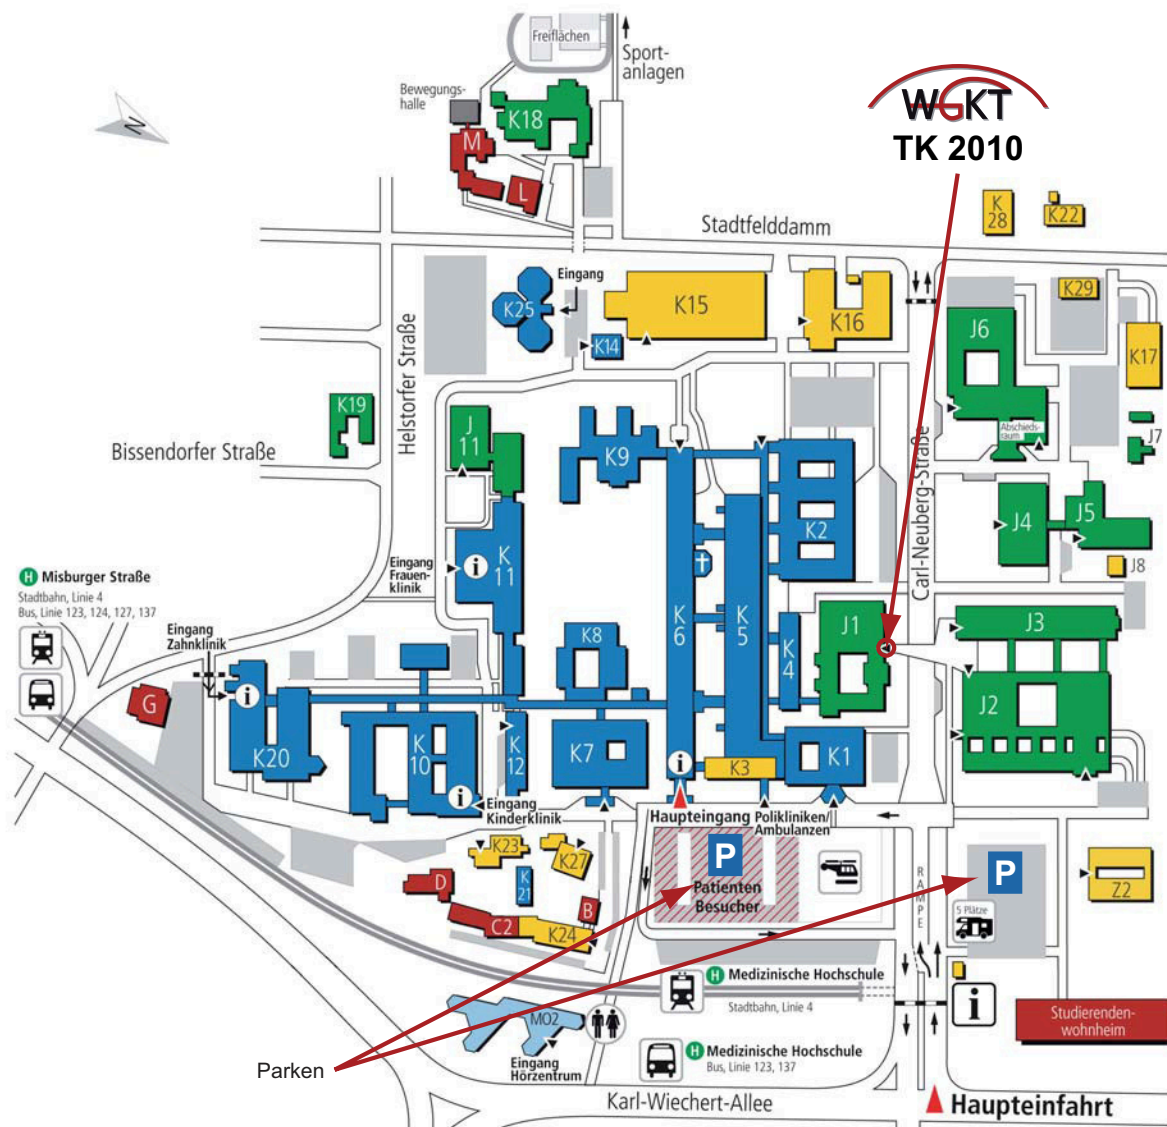 Freiflächen
Sport-
anlagen
Bewegungs-
halle
K18
M
L
N
WGKT
TK 2010
K
28
K22
Stadtfelddamm
Eingang
K25
K14
K15
K16
K29
J6
K17
Helstorfer Straße
K19
Bissendorfer Straße
J
11
K9
Abschieds-
raum
J7
Carl-Neuberg-Straße
K2
J4
J5
J8
Eingang
Frauen-
klinik
K
11
i
H Misburger Straße
Stadtbahn, Linie 4
Bus, Linie 123, 124, 127, 137
Eingang
Zahnklinik
K8
K
6
K
5
K
4
J1
J3
J2
G
i
K20
K
10
K
12
K7
i
K3
K1
i
Eingang
Kinderklinik
Haupteingang
Polikliniken/
Ambulanzen
K23
K27
K
21
D
C2
K24
B
P
Patienten
Besucher
RAMPE
P
5 Plätze
Z2
H Medizinische Hochschule
Stadtbahn, Linie 4
i
Studierenden-
wohnheim
MO2
Eingang
Hörzentrum
H Medizinische Hochschule
Bus, Linie 123, 137
Parken
Karl-Wiechert-Allee
Haupteinfahrt